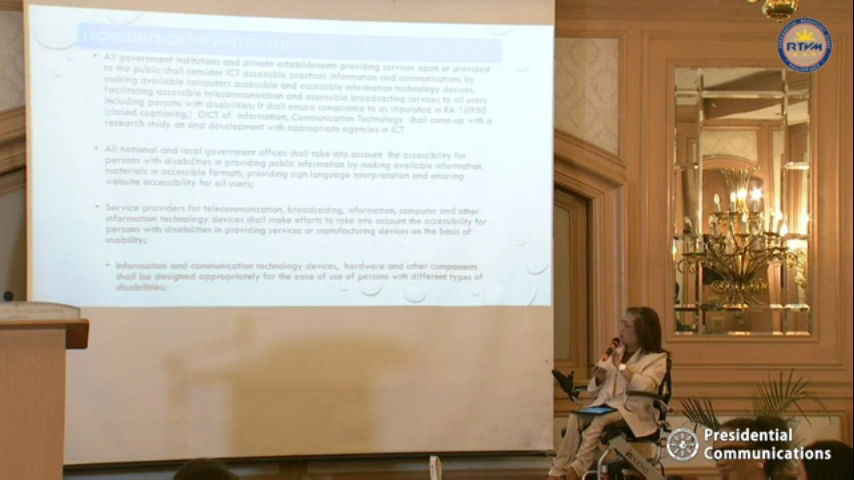 HIGHLIGHTS OF THE AMENDMENT
• All government institutions and private establishments providing services open or provided
to the public shall consider ICT accessible practices information and communications by
making available computers accessible and accessible information technology devices,
facilitating accessible telecommunication and accessible broadcasting services to all users
including persons with disabilities; It shall ensure compliance to as stipulated in RA 10950
(closed captioning.) DICT of Information, Communication Technology shall come-up with a
research study on and development with appropriate agencies in ICT
• All national and local government offices shall take into account the accessibility for
persons with disabilities in providing public information by making available information
materials in accessible formats, providing sign language interpretation and ensuring
website accessibility for all users;
• Service providers for telecommunication, broadcasting, information, computer and other
information technology devices shall make efforts to take into account the accessibility for
persons with disabilities in providing services or manufacturing devices on the basis of
usability;
• Information and communication technology devices, hardware and other components
shall be designed appropriately for the ease of use of persons with different types of
disabilities;
RTVM
Presidential
Communications